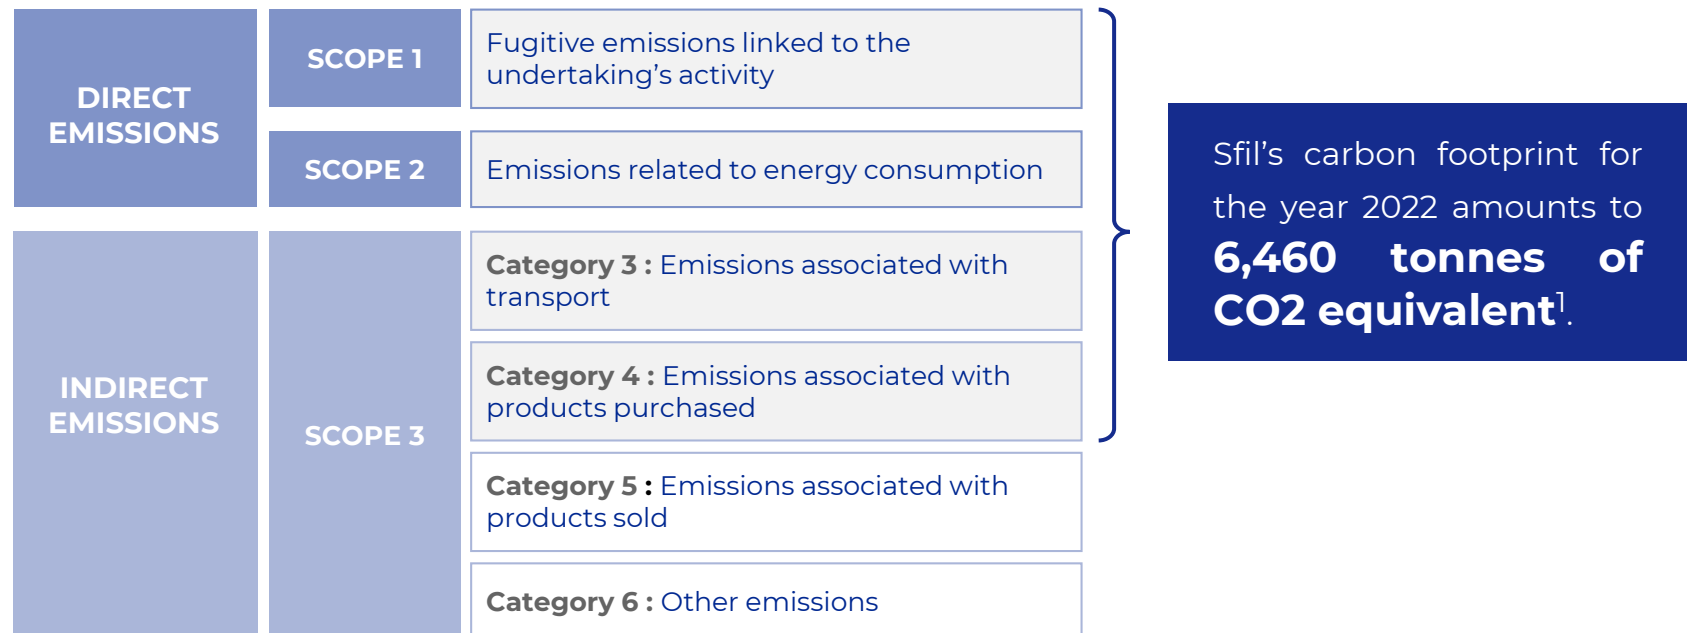 DIRECT
EMISSIONS
SCOPE 1
Fugitive emissions linked to the
undertaking’s activity
SCOPE 2
Emissions related to energy consumption
INDIRECT
EMISSIONS
SCOPE 3
Category 3 : Emissions associated with
transport
Category 4 : Emissions associated with
products purchased
Category 5 : Emissions associated with
products sold
Category 6 : Other emissions
Sfil’s carbon footprint for
the year 2022 amounts to
6,460 tonnes of
CO2 equivalent¹.